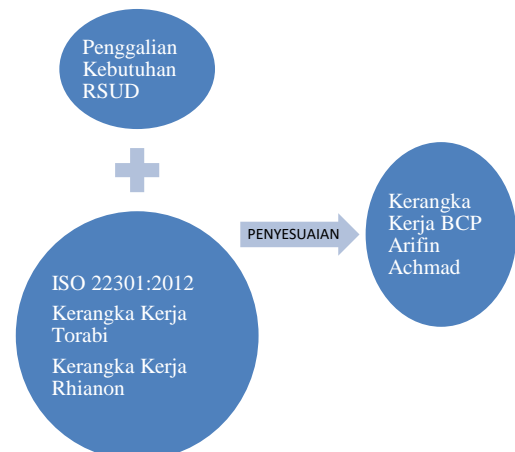 Penggalian
Kebutuhan
RSUD
ISO 22301:2012
Kerangka Kerja
Torabi
Kerangka Kerja
Rhianon
PENYESUAIAN
Kerangka
Kerja BCP
Arifin
Achmad